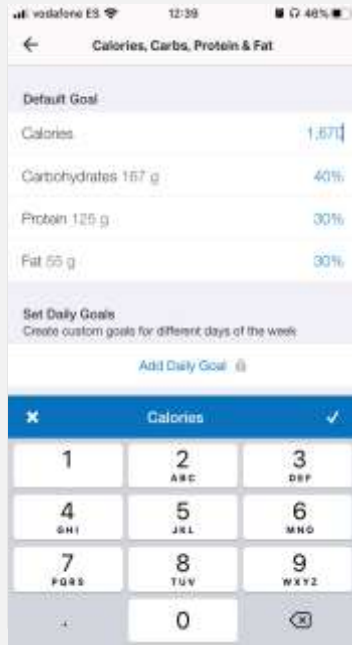 vodafone ES 12:39 46%
Calories, Carbs, Protein & Fat
Default Goal
Calories 1,670
Carbohydrates 167 g 40%
Protein 125 g 30%
Fat 55 g 30%
Set Daily Goals
Create custom goals for different days of the week
Add Daily Goal
Calories
1 2 3
ABC DEF
4 5 6
GHI JKL MNO
7 8 9
PQRS TUV WXYZ
. 0